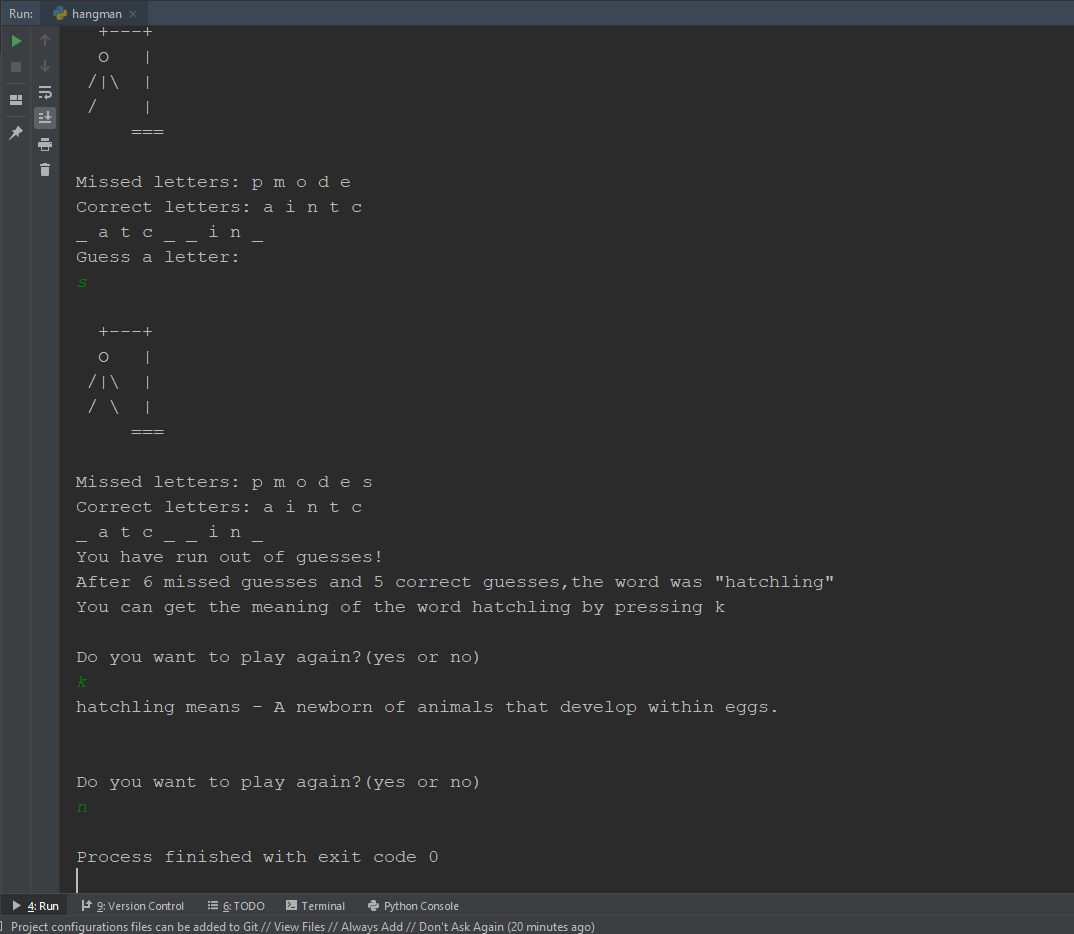 Run: hangman
+---+
O   |
/|\  |
/    |
===
Missed letters: p m o d e
Correct letters: a i n t c
_ a t c _ _ i n _
Guess a letter:
s
+---+
O   |
/|\  |
/ \  |
===
Missed letters: p m o d e s
Correct letters: a i n t c
_ a t c _ _ i n _
You have run out of guesses!
After 6 missed guesses and 5 correct guesses,the word was "hatchling"
You can get the meaning of the word hatchling by pressing k
Do you want to play again?(yes or no)
k
hatchling means - A newborn of animals that develop within eggs.
Do you want to play again?(yes or no)
n
Process finished with exit code 0
4: Run 9: Version Control 6: TODO Terminal Python Console
Project configurations files can be added to Git // View Files // Always Add // Don't Ask Again (20 minutes ago)